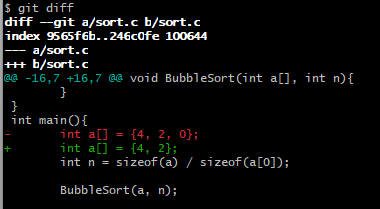 $ git diff
diff --git a/sort.c b/sort.c
index 9565f6b..246c0fe 100644
--- a/sort.c
+++ b/sort.c
@@ -16,7 +16,7 @@ void BubbleSort(int a[], int n){
        }
 }
 int main(){
-       int a[] = {4, 2, 0};
+       int a[] = {4, 2};
        int n = sizeof(a) / sizeof(a[0]);

        BubbleSort(a, n);